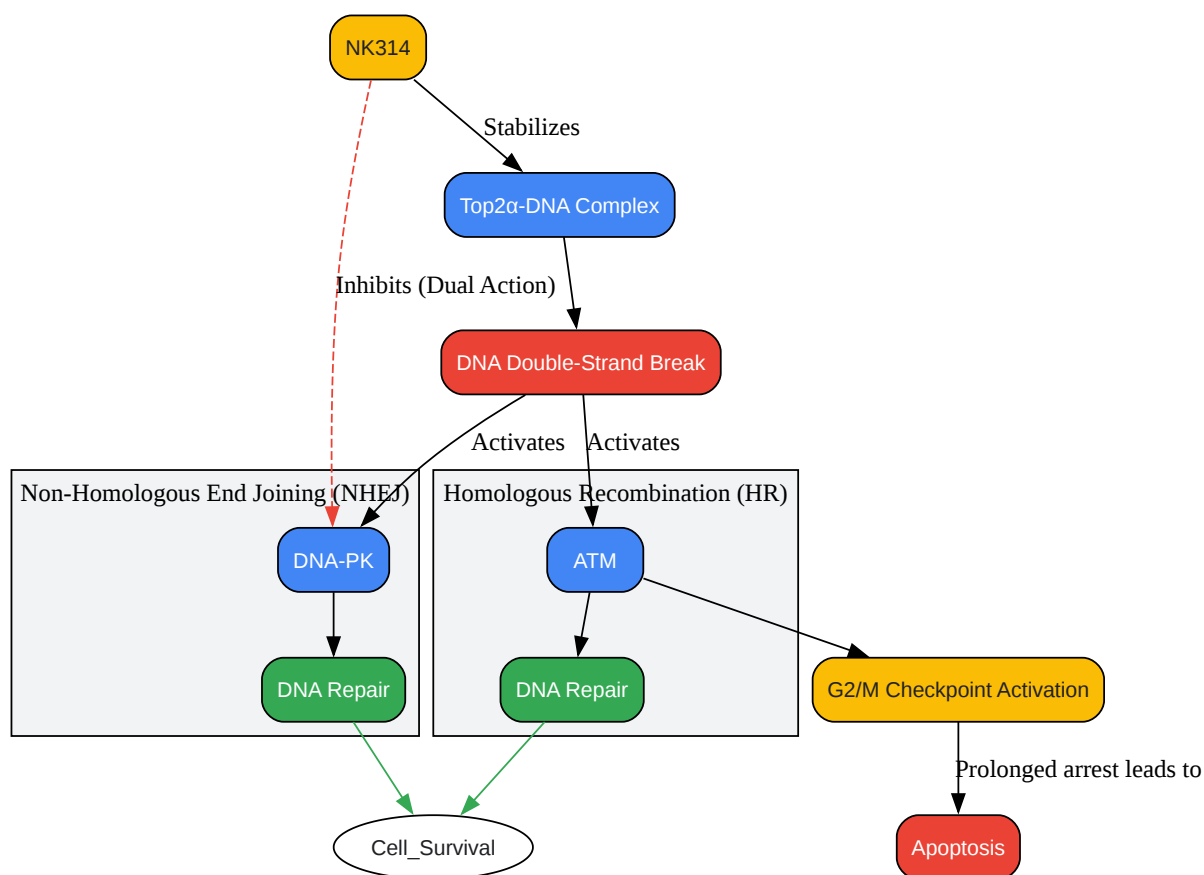 NK314
Stabilizes
Top2α-DNA Complex
Inhibits (Dual Action)
DNA Double-Strand Break
Activates
Activates
Non-Homologous End Joining (NHEJ)
Homologous Recombination (HR)
DNA-PK
ATM
DNA Repair
DNA Repair
G2/M Checkpoint Activation
Prolonged arrest leads to
Cell_Survival
Apoptosis